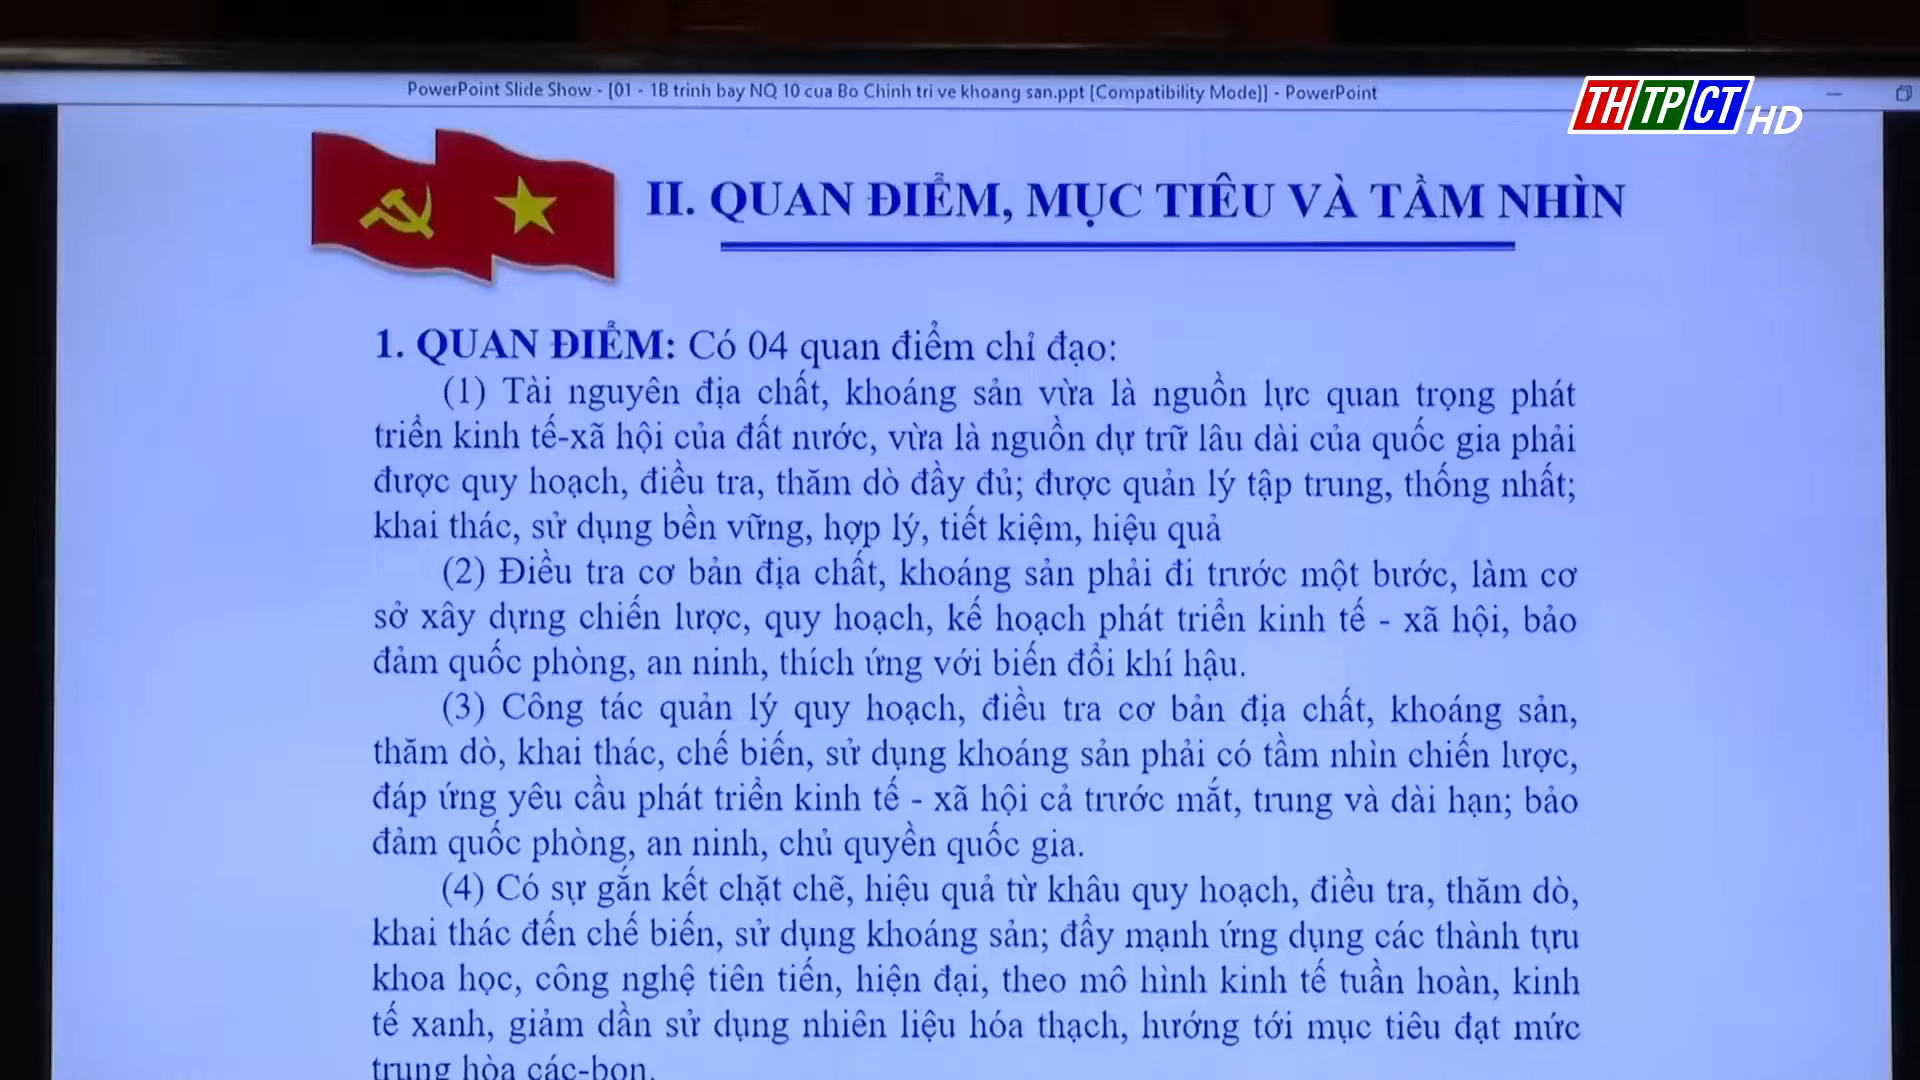 PowerPoint Slide Show - [01 - 1B trinh bay NQ 10 cua Bo Chinh tri ve khoang san.ppt [Compatibility Mode]] - PowerPoint
THTPCT HD
II. QUAN ĐIỂM, MỤC TIÊU VÀ TẦM NHÌN
1. QUAN ĐIỂM: Có 04 quan điểm chỉ đạo:
(1) Tài nguyên địa chất, khoáng sản vừa là nguồn lực quan trọng phát
triển kinh tế-xã hội của đất nước, vừa là nguồn dự trữ lâu dài của quốc gia phải
được quy hoạch, điều tra, thăm dò đầy đủ; được quản lý tập trung, thống nhất;
khai thác, sử dụng bền vững, hợp lý, tiết kiệm, hiệu quả
(2) Điều tra cơ bản địa chất, khoáng sản phải đi trước một bước, làm cơ
sở xây dựng chiến lược, quy hoạch, kế hoạch phát triển kinh tế - xã hội, bảo
đảm quốc phòng, an ninh, thích ứng với biến đổi khí hậu.
(3) Công tác quản lý quy hoạch, điều tra cơ bản địa chất, khoáng sản,
thăm dò, khai thác, chế biến, sử dụng khoáng sản phải có tầm nhìn chiến lược,
đáp ứng yêu cầu phát triển kinh tế - xã hội cả trước mắt, trung và dài hạn; bảo
đảm quốc phòng, an ninh, chủ quyền quốc gia.
(4) Có sự gắn kết chặt chẽ, hiệu quả từ khâu quy hoạch, điều tra, thăm dò,
khai thác đến chế biến, sử dụng khoáng sản; đẩy mạnh ứng dụng các thành tựu
khoa học, công nghệ tiên tiến, hiện đại, theo mô hình kinh tế tuần hoàn, kinh
tế xanh, giảm dần sử dụng nhiên liệu hóa thạch, hướng tới mục tiêu đạt mức
trung hòa các-bon.